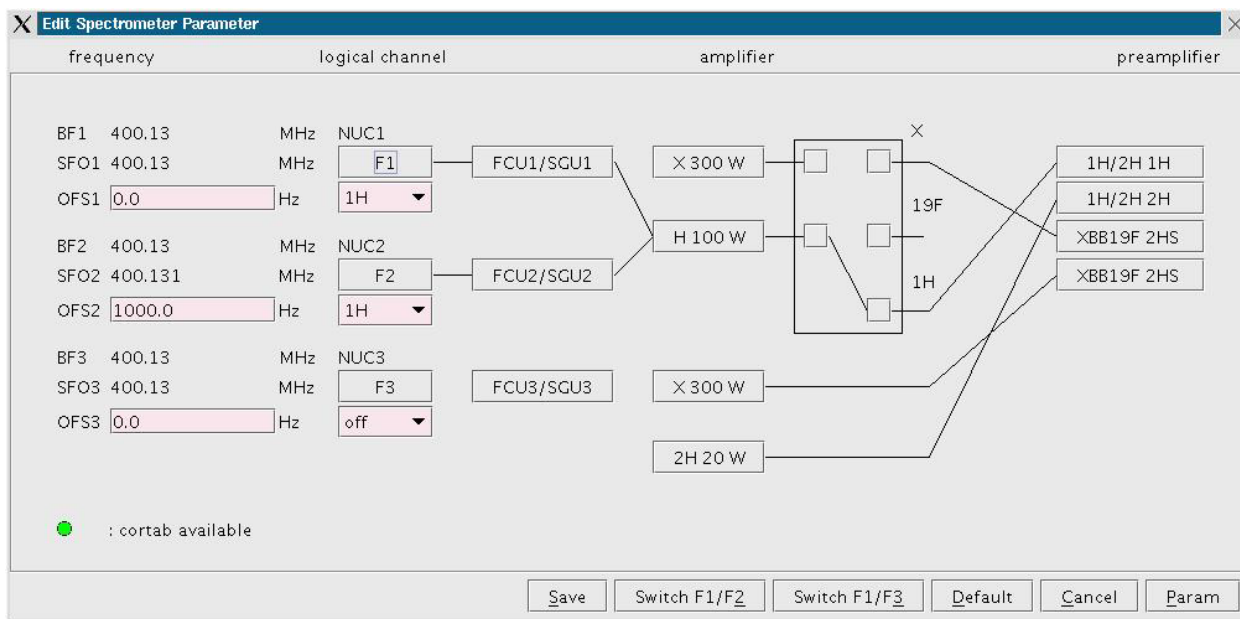 X Edit Spectrometer Parameter X
frequency logical channel amplifier preamplifier
BF1 400.13 MHz NUC1 X
SFO1 400.13 MHz F1 FCU1/SGU1 X 300 W 1H/2H 1H
OFS1 0.0 Hz 1H 19F 1H/2H 2H
BF2 400.13 MHz NUC2 H 100 W XBB19F 2HS
SFO2 400.131 MHz F2 FCU2/SGU2 1H XBB19F 2HS
OFS2 1000.0 Hz 1H
BF3 400.13 MHz NUC3
SFO3 400.13 MHz F3 FCU3/SGU3 X 300 W
OFS3 0.0 Hz off
2H 20 W
: cortab available
Save Switch F1/F2 Switch F1/F3 Default Cancel Param